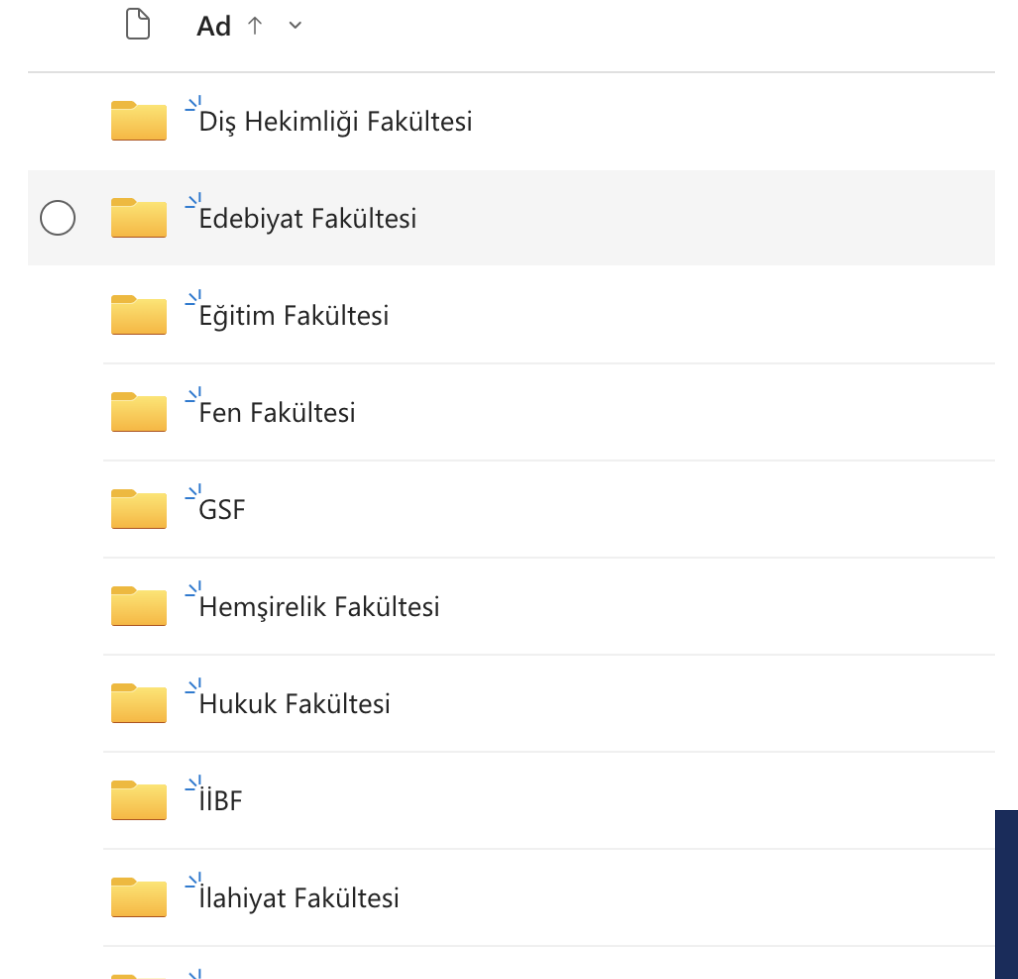 Ad
Diş Hekimliği Fakültesi
Edebiyat Fakültesi
Eğitim Fakültesi
Fen Fakültesi
GSF
Hemşirelik Fakültesi
Hukuk Fakültesi
İİBF
İlahiyat Fakültesi